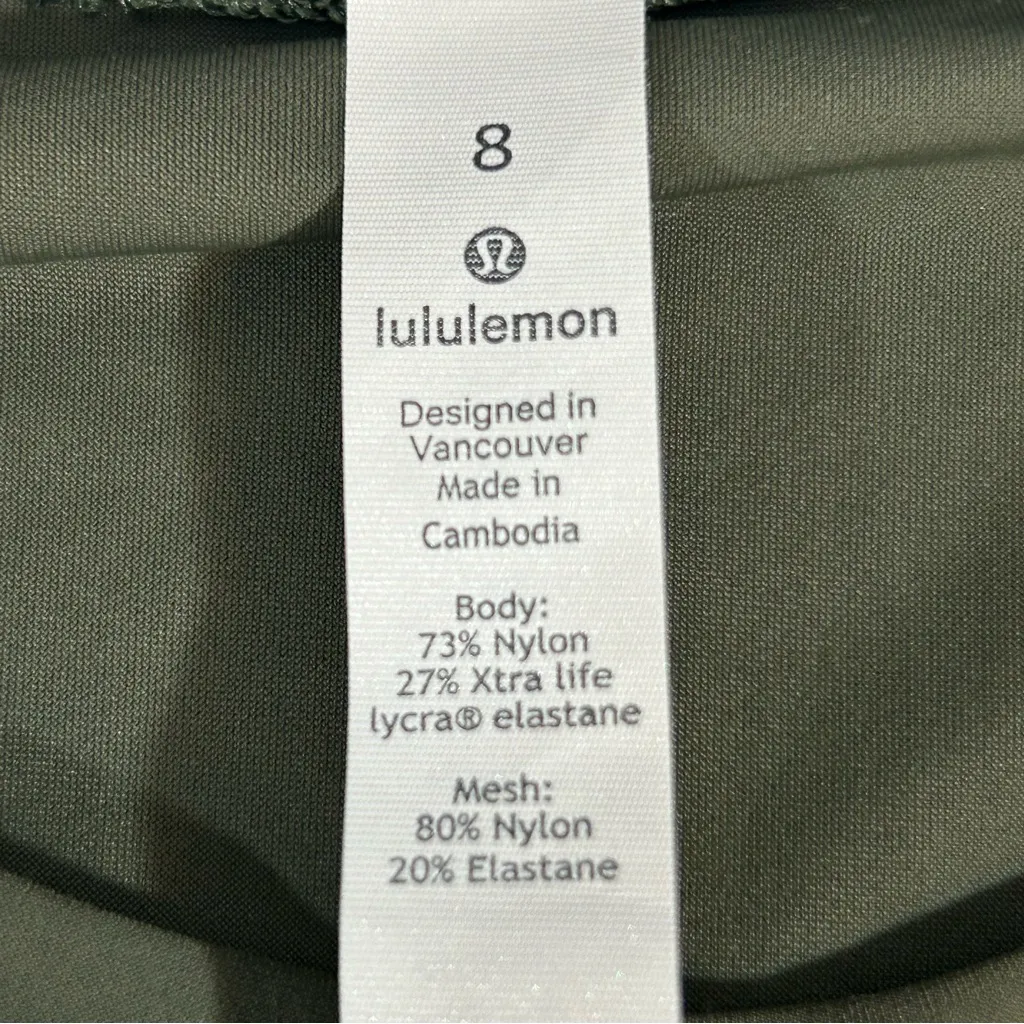 8
lululemon
Designed in
Vancouver
Made in
Cambodia
Body:
73% Nylon
27% Xtra life
lycra® elastane
Mesh:
80% Nylon
20% Elastane